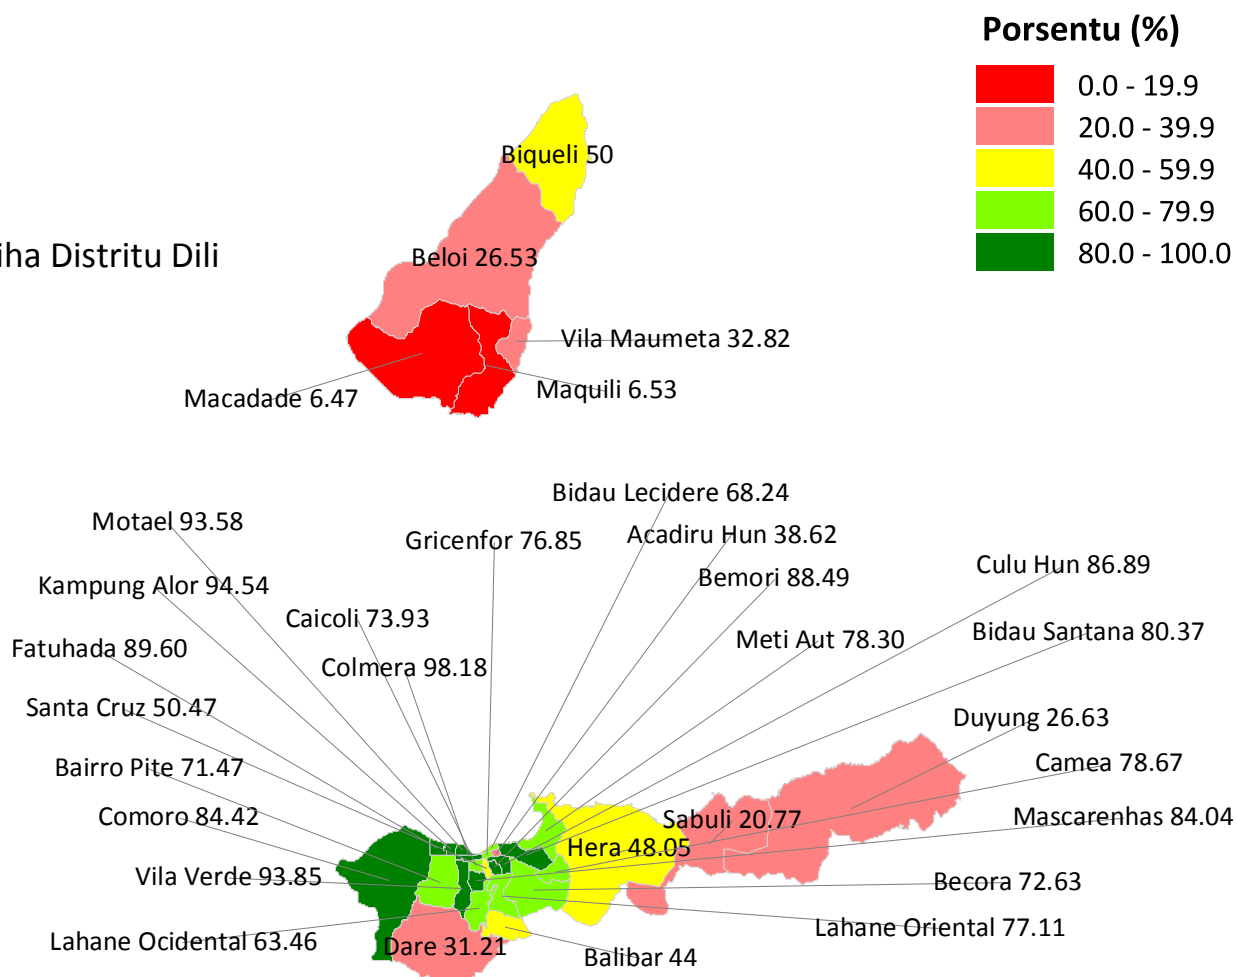 Porsentu (%)
0.0 - 19.9
20.0 - 39.9
40.0 - 59.9
60.0 - 79.9
80.0 - 100.0
Biqueli 50
iha Distritu Dili
Beloi 26.53
Vila Maumeta 32.82
Maquili 6.53
Macadade 6.47
Bidau Lecidere 68.24
Motael 93.58
Acadiru Hun 38.62
Gricenfor 76.85
Culu Hun 86.89
Bemori 88.49
Kampung Alor 94.54
Caicoli 73.93
Bidau Santana 80.37
Meti Aut 78.30
Fatuhada 89.60
Colmera 98.18
Santa Cruz 50.47
Duyung 26.63
Camea 78.67
Bairro Pite 71.47
Comoro 84.42
Sabuli 20.77
Mascarenhas 84.04
Hera 48.05
Vila Verde 93.85
Becora 72.63
Lahane Oriental 77.11
Lahane Ocidental 63.46
Dare 31.21
Balibar 44